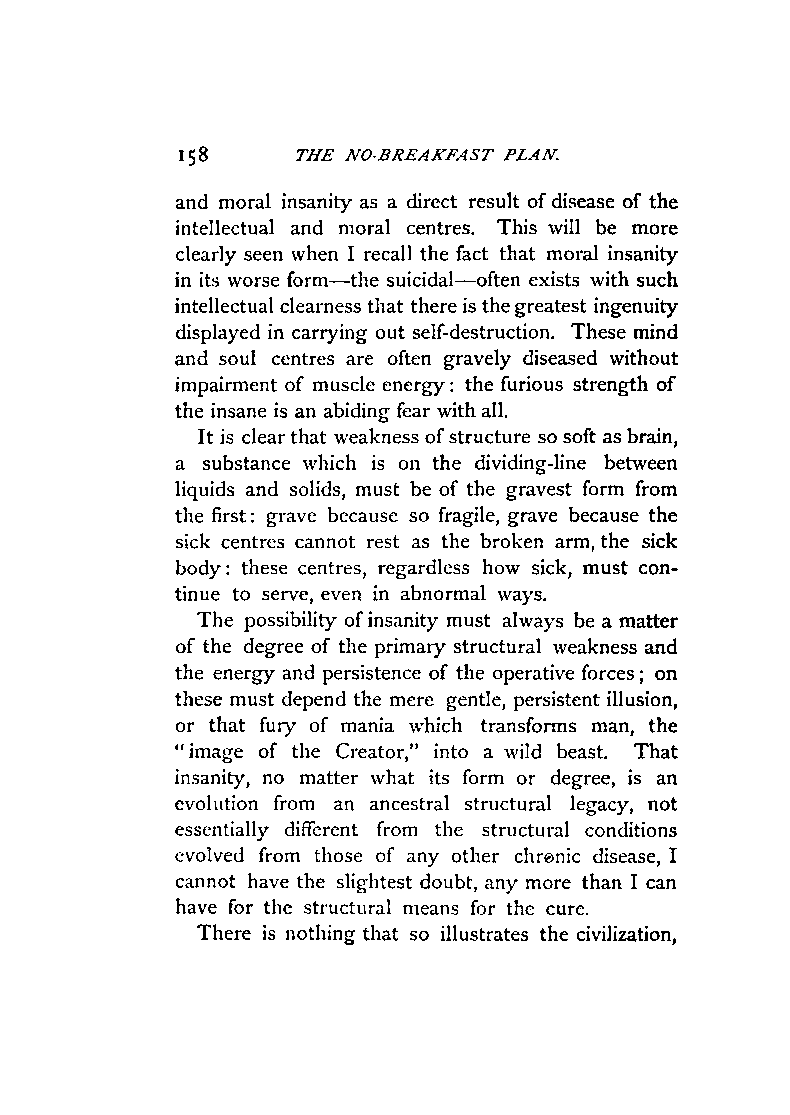 158 THE NO-BREAKFAST PLAN.
and moral insanity as a direct result of disease of the
intellectual and moral centres. This will be more
clearly seen when I recall the fact that moral insanity
in its worse form—the suicidal—often exists with such
intellectual clearness that there is the greatest ingenuity
displayed in carrying out self-destruction. These mind
and soul centres are often gravely diseased without
impairment of muscle energy: the furious strength of
the insane is an abiding fear with all.
It is clear that weakness of structure so soft as brain,
a substance which is on the dividing-line between
liquids and solids, must be of the gravest form from
the first: grave because so fragile, grave because the
sick centres cannot rest as the broken arm, the sick
body: these centres, regardless how sick, must con-
tinue to serve, even in abnormal ways.
The possibility of insanity must always be a matter
of the degree of the primary structural weakness and
the energy and persistence of the operative forces; on
these must depend the mere gentle, persistent illusion,
or that fury of mania which transforms man, the
"image of the Creator," into a wild beast. That
insanity, no matter what its form or degree, is an
evolution from an ancestral structural legacy, not
essentially different from the structural conditions
evolved from those of any other chronic disease, I
cannot have the slightest doubt, any more than I can
have for the structural means for the cure.
There is nothing that so illustrates the civilization,